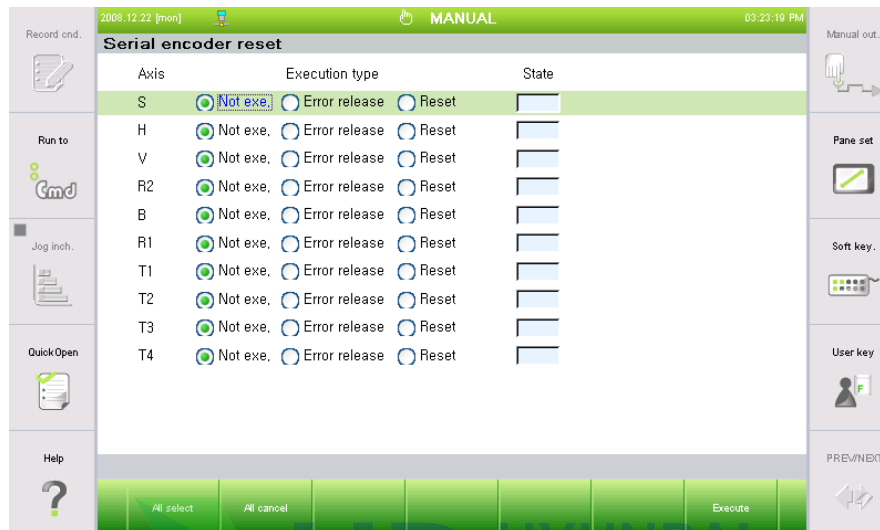 2008.12.22 [mon] MANUAL 03:23:19 PM
Serial encoder reset
Record cnd.
Run to
Cmd
Jog inch.
QuickOpen
Help
?
Axis Execution type State
S Not exe, Error release Reset
H Not exe, Error release Reset
V Not exe, Error release Reset
R2 Not exe, Error release Reset
B Not exe, Error release Reset
R1 Not exe, Error release Reset
T1 Not exe, Error release Reset
T2 Not exe, Error release Reset
T3 Not exe, Error release Reset
T4 Not exe, Error release Reset
Manual out.
Pane set
Soft key.
User key
F
PREV/NEXT
All select All cancel Execute